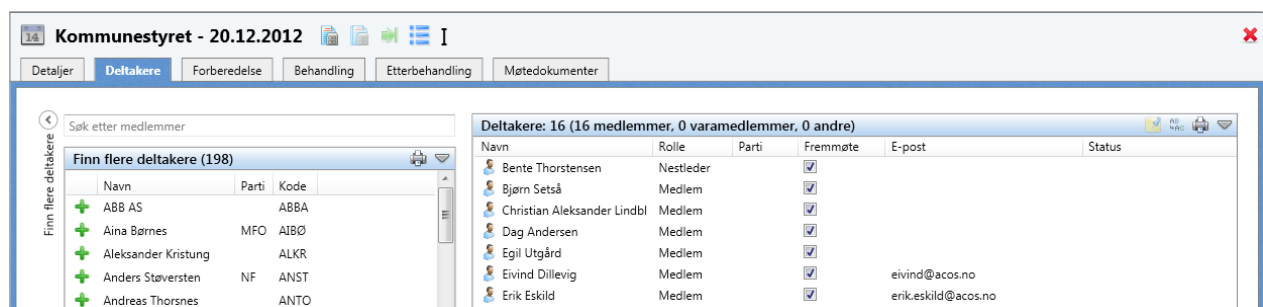 14 Kommunestyret - 20.12.2012
Detaljer Deltakere Forberedelse Behandling Etterbehandling Møtedokumenter
Finn flere deltakere
Søk etter medlemmer
Finn flere deltakere (198)
Navn Parti Kode
ABB AS ABBA
Aina Børnes MFO AIBØ
Aleksander Kristung ALKR
Anders Støversten NF ANST
Andreas Thorsnes ANTO
Deltakere: 16 (16 medlemmer, 0 varamedlemmer, 0 andre)
Navn Rolle Parti Fremmøte E-post Status
Bente Thorstensen Nestleder
Bjørn Setså Medlem
Christian Aleksander Lindbl Medlem
Dag Andersen Medlem
Egil Utgård Medlem
Eivind Dillevig Medlem eivind@acos.no
Erik Eskild Medlem erik.eskild@acos.no